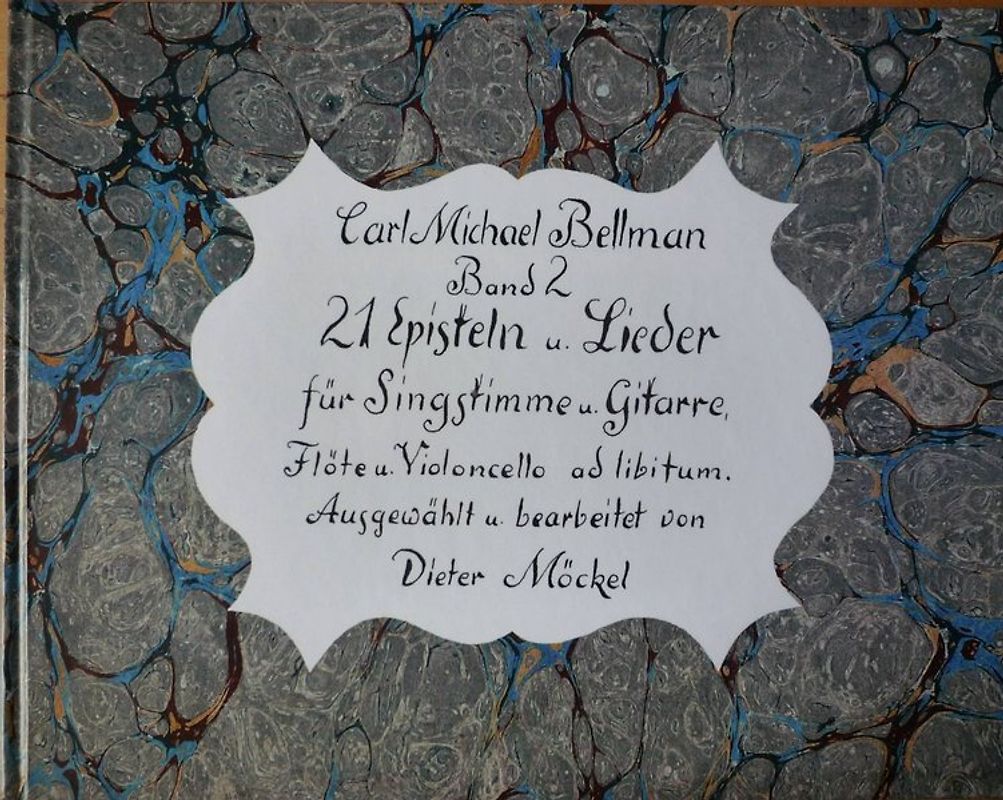 Carl Michael Bellman
Band 2
21 Episteln u. Lieder
für Singstimme u. Gitarre,
Flöte u. Violoncello ad libitum.
Ausgewählt u. bearbeitet von
Dieter Möckel